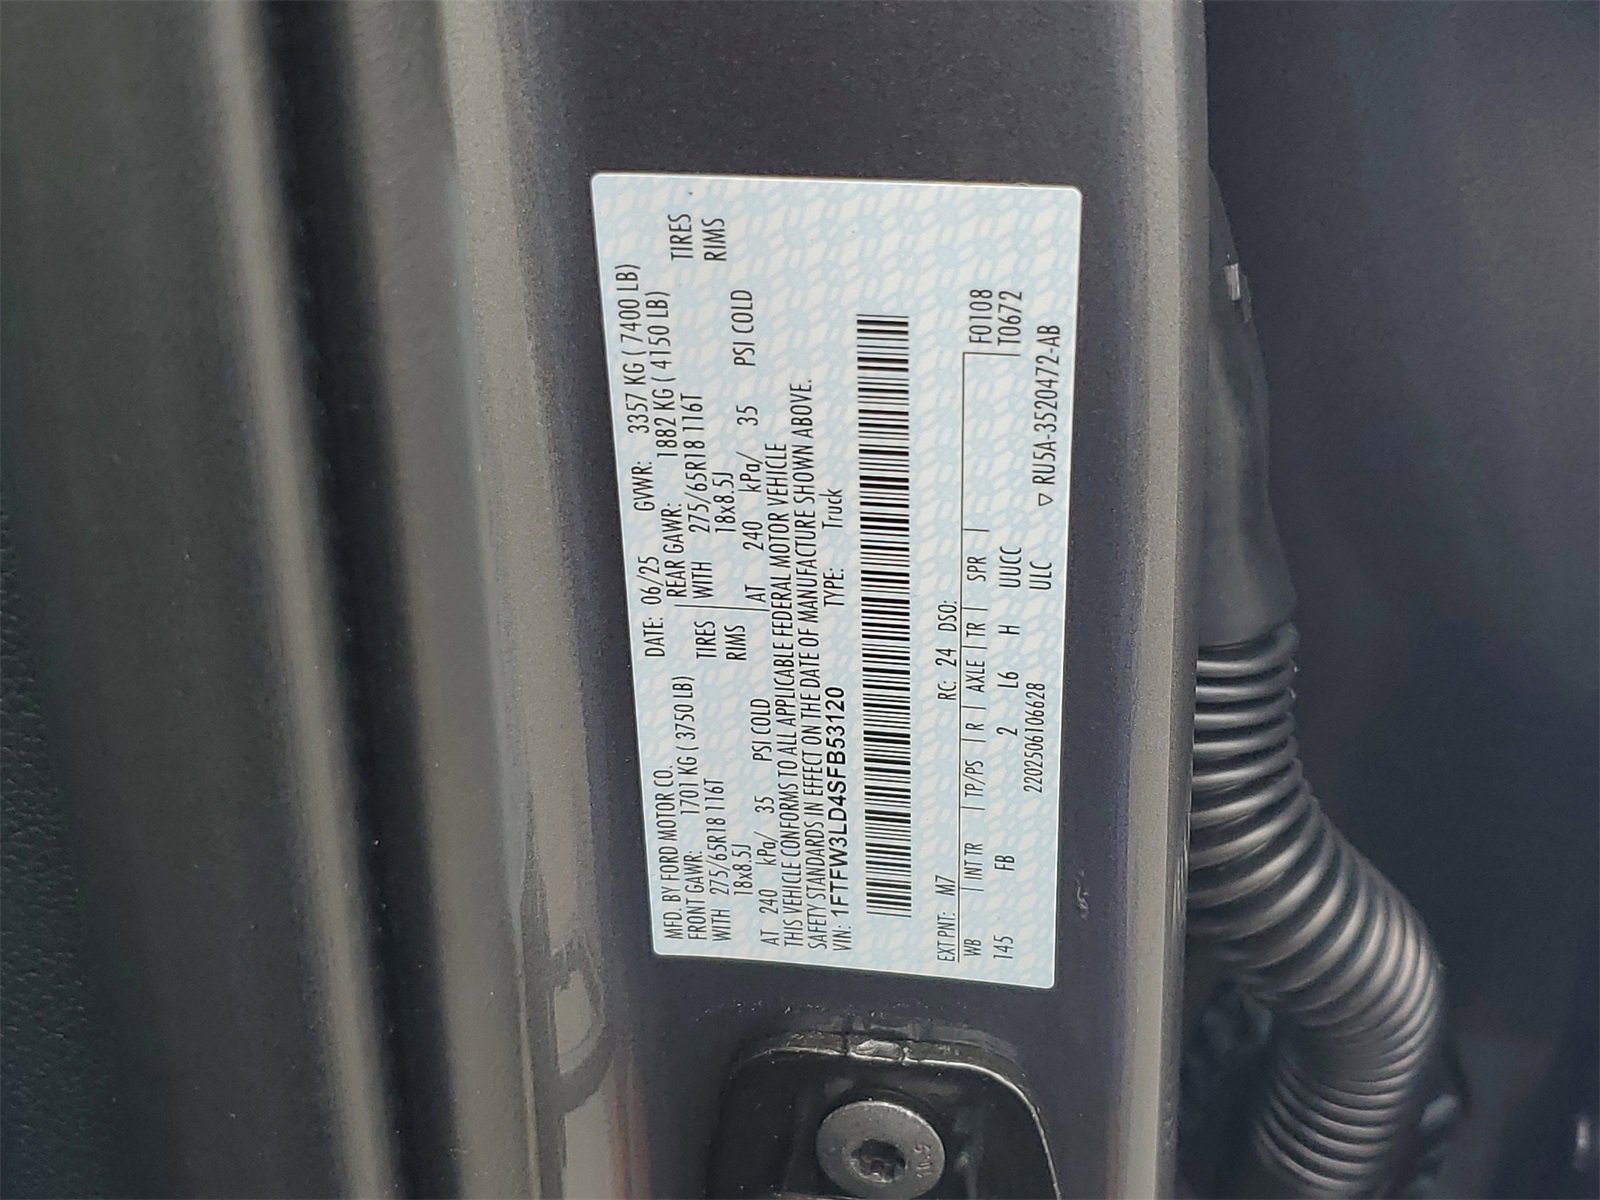 MFD. BY FORD MOTOR CO.
DATE: 06/25 GVWR: 3357 KG ( 7400 LB)
FRONT GAWR: 1701 KG ( 3750 LB)
REAR GAWR: 1882 KG ( 4150 LB)
WITH 275/65R18 116T TIRES
WITH 275/65R18 116T TIRES
18x8.5J RIMS
18x8.5J RIMS
AT 240 kPa/ 35 PSI COLD
AT 240 kPa/ 35 PSI COLD
THIS VEHICLE CONFORMS TO ALL APPLICABLE FEDERAL MOTOR VEHICLE
SAFETY STANDARDS IN EFFECT ON THE DATE OF MANUFACTURE SHOWN ABOVE.
VIN: 1FTFW3LD4SFB53120 TYPE: Truck
EXT PNT: M7 RC: 24 DSO: F0108
WB INT TR TP/PS R AXLE TR SPR T0672
145 FB 2 L6 H UUCC
2202506106628 ULC ▽ RU5A-3520472-AB
10.9